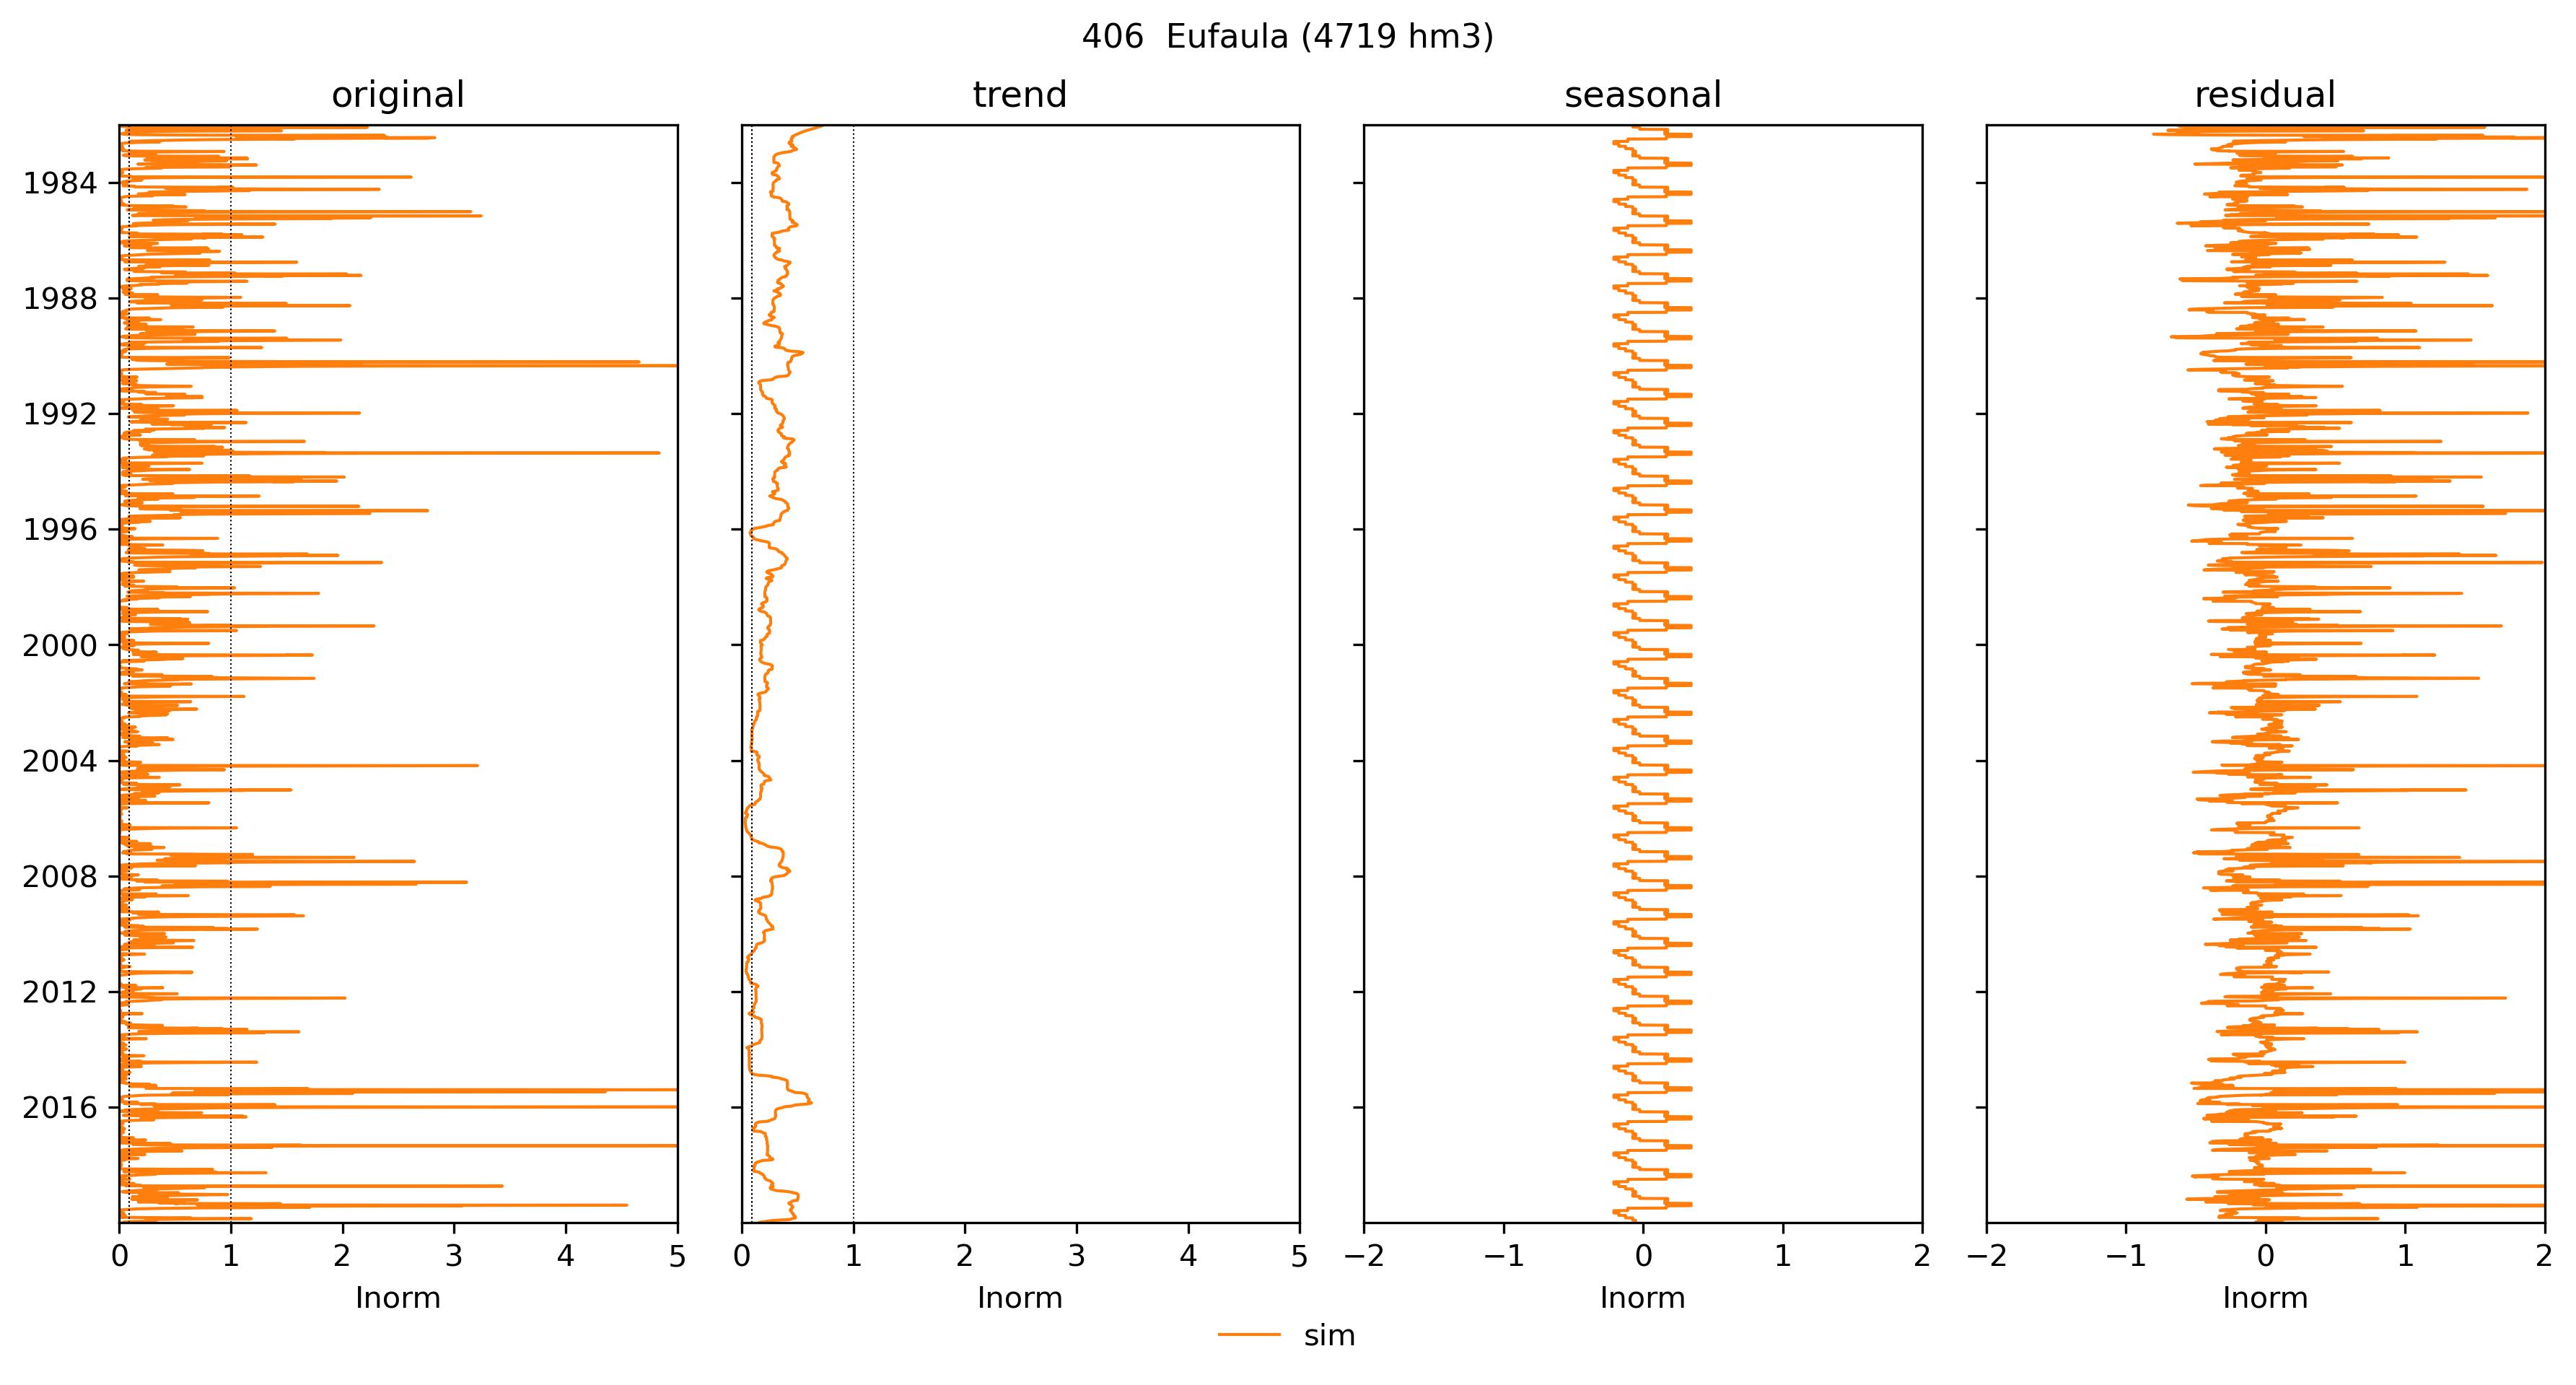 406  Eufaula (4719 hm3)
original
trend
seasonal
residual
1984
1988
1992
1996
2000
2004
2008
2012
2016
0 1 2 3 4 5
0 1 2 3 4 5
−2 −1 0 1 2
−2 −1 0 1 2
Inorm
Inorm
Inorm
Inorm
sim